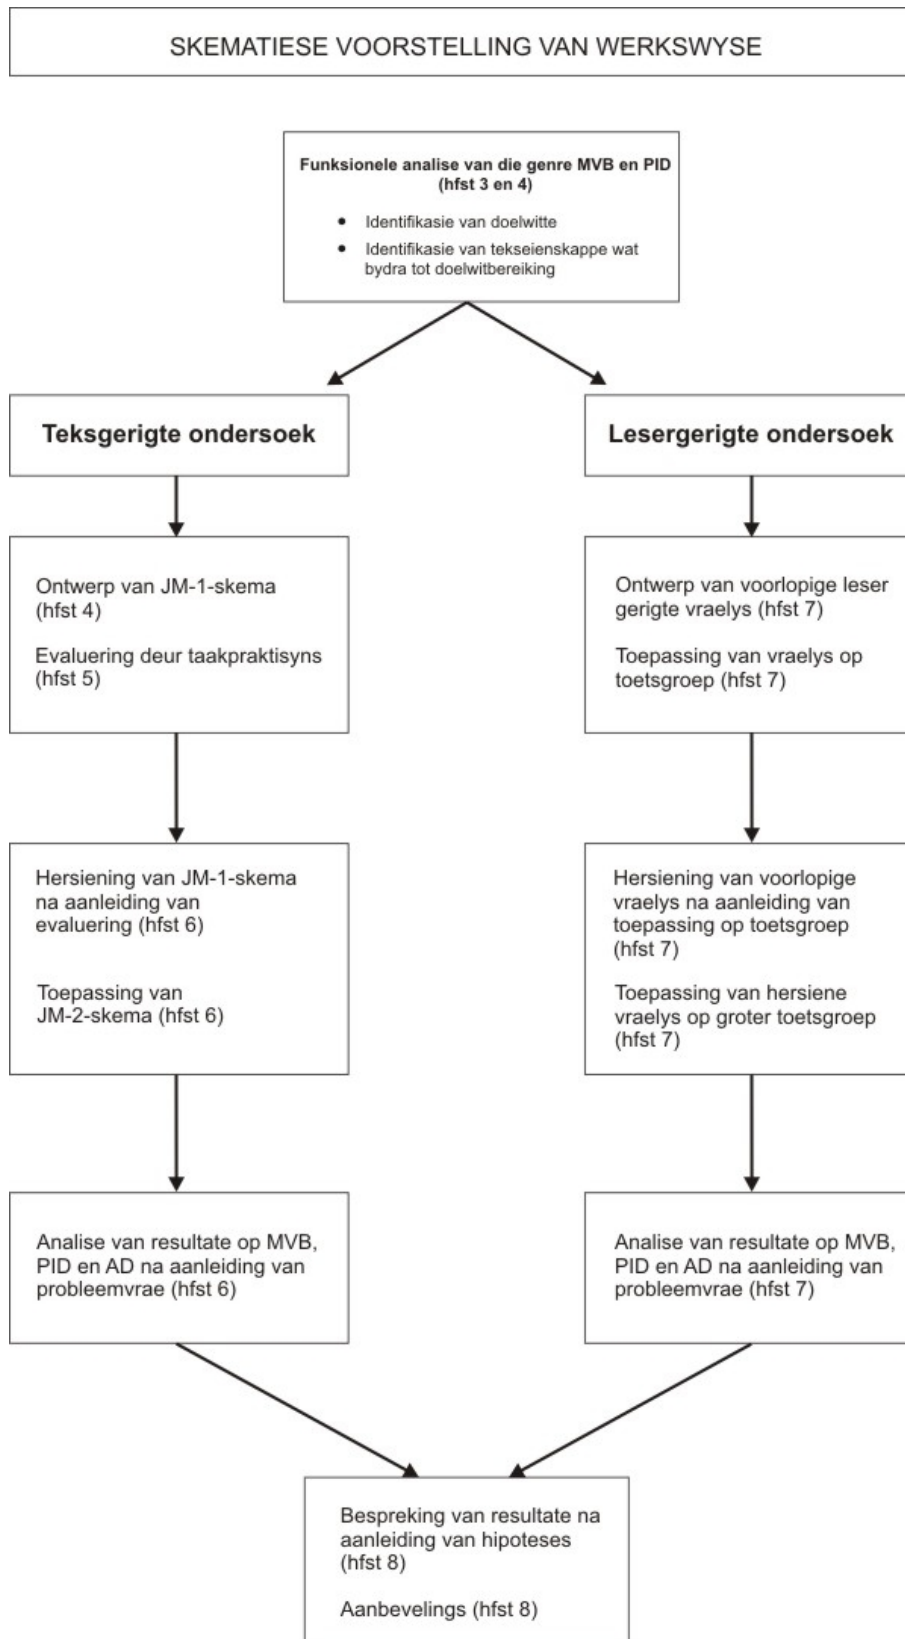 SKEMATIESE VOORSTELLING VAN WERKSWYSE
Funksionele analise van die genre MVB en PID
(hfst 3 en 4)
• Identifikasie van doelwitte
• Identifikasie van tekseienskappe wat
bydra tot doelwitbereiking
Teksgerigte ondersoek
Lesergerigte ondersoek
Ontwerp van JM-1-skema
(hfst 4)
Evaluering deur taakpraktisyns
(hfst 5)
Ontwerp van voorlopige leser
gerigte vraelys (hfst 7)
Toepassing van vraelys op
toetsgroep (hfst 7)
Hersiening van JM-1-skema
na aanleiding van
evaluering (hfst 6)
Toepassing van
JM-2-skema (hfst 6)
Hersiening van voorlopige
vraelys na aanleiding van
toepassing op toetsgroep
(hfst 7)
Toepassing van hersiene
vraelys op groter toetsgroep
(hfst 7)
Analise van resultate op MVB,
PID en AD na aanleiding van
probleemvrae (hfst 6)
Analise van resultate op MVB,
PID en AD na aanleiding van
probleemvrae (hfst 7)
Bespreking van resultate na
aanleiding van hipoteses
(hfst 8)
Aanbevelings (hfst 8)